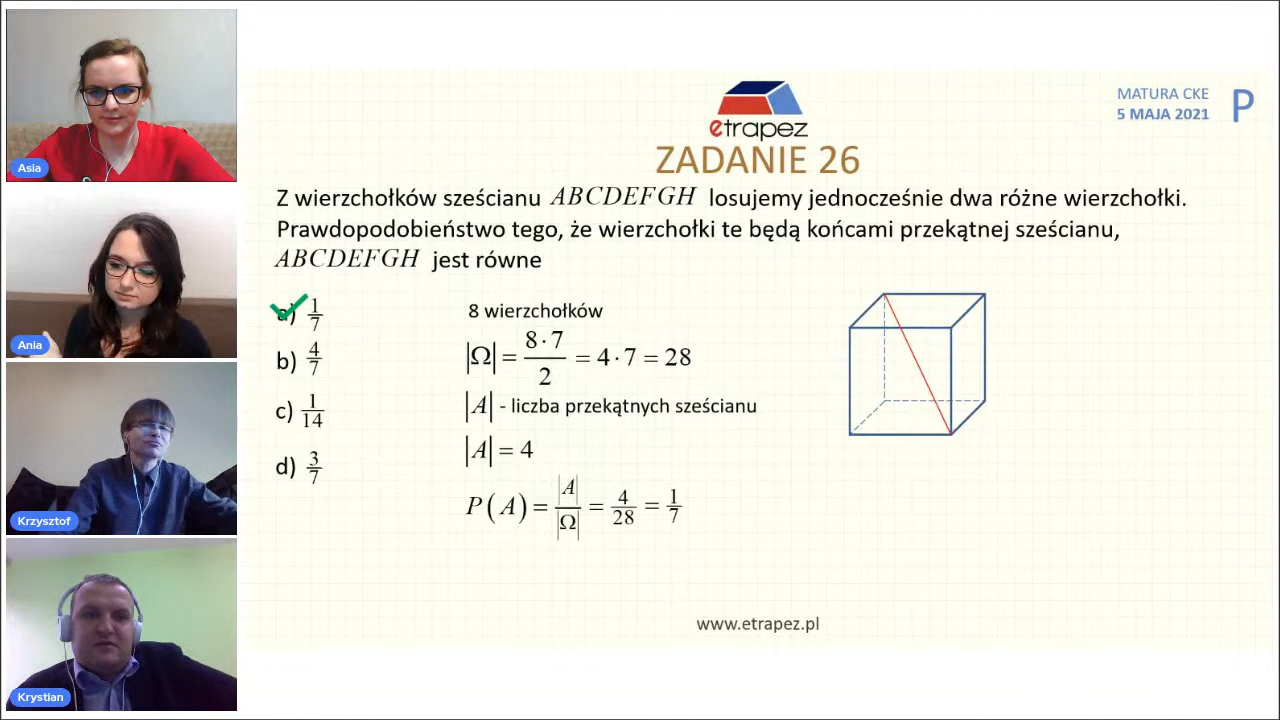 Asia
Ania
Krzysztof
Krystian
etrapez
MATURA CKE
5 MAJA 2021
P
ZADANIE 26
Z wierzchołków sześcianu ABCDEFGH losujemy jednocześnie dwa różne wierzchołki.
Prawdopodobieństwo tego, że wierzchołki te będą końcami przekątnej sześcianu,
ABCDEFGH jest równe
a) 1/7
b) 4/7
c) 1/14
d) 3/7
8 wierzchołków
|Ω| = 8·7/2 = 4·7 = 28
|A| - liczba przekątnych sześcianu
|A| = 4
P(A) = |A|/|Ω| = 4/28 = 1/7
www.etrapez.pl